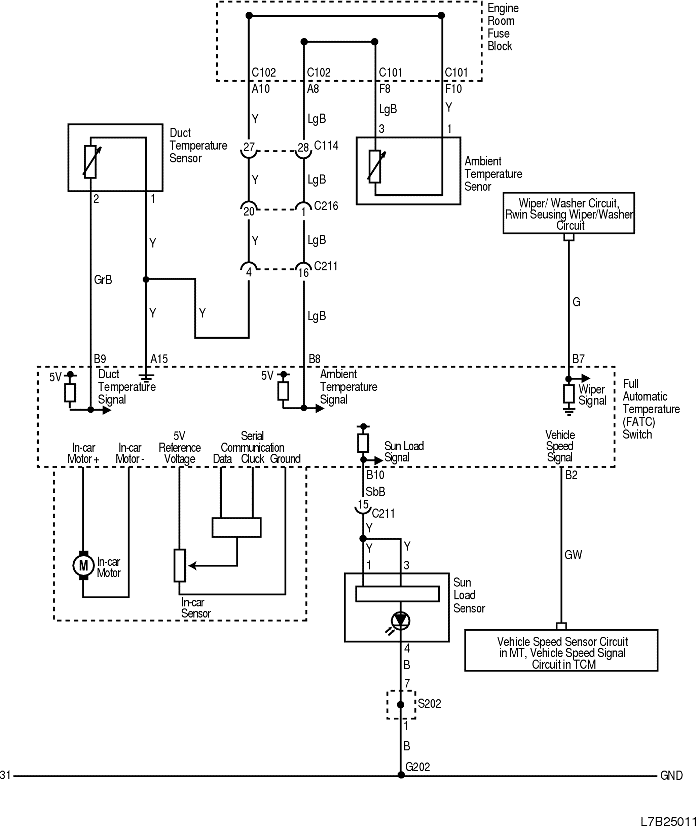 Engine
Room
Fuse
Block
C102 C102 C101 C101
A10 A8 F8 F10
Y LgB LgB Y
3 1
Duct
Temperature
Sensor
27 28 C114
Ambient
Temperature
Senor
Y LgB
2 1
20 1 C216
Wiper/ Washer Circuit,
Rwin Seusing Wiper/Washer
Circuit
Y Y LgB
4 16 C211
GrB
Y Y LgB
G
B9 A15 B8 B7
5V
Duct
Temperature
Signal
5V
Ambient
Temperature
Signal
Wiper
Signal
Full
Automatic
Temperature
(FATC)
Switch
In-car
Motor +
In-car
Motor -
5V
Reference
Voltage
Serial
Communication
Data Cluck Ground
Sun Load
Signal
Vehicle
Speed
Signal
B10 B2
SbB
15 C211
Y
Y Y
1 3
GW
M
In-car
Motor
In-car
Sensor
Sun
Load
Sensor
4
B
Vehicle Speed Sensor Circuit
in MT, Vehicle Speed Signal
Circuit in TCM
7
S202
1
B
G202
31 GND
L7B25011